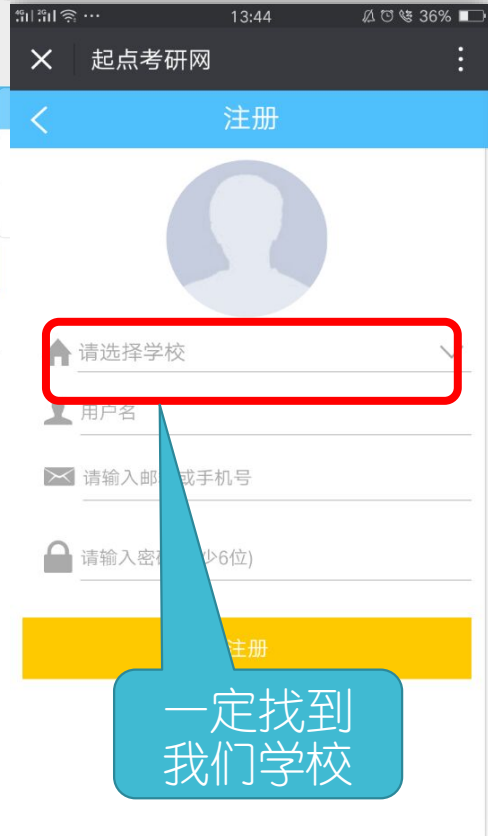 13:44
36%
起点考研网
注册
请选择学校
用户名
请输入邮 或手机号
请输入密 少6位)
注册
一定找到
我们学校